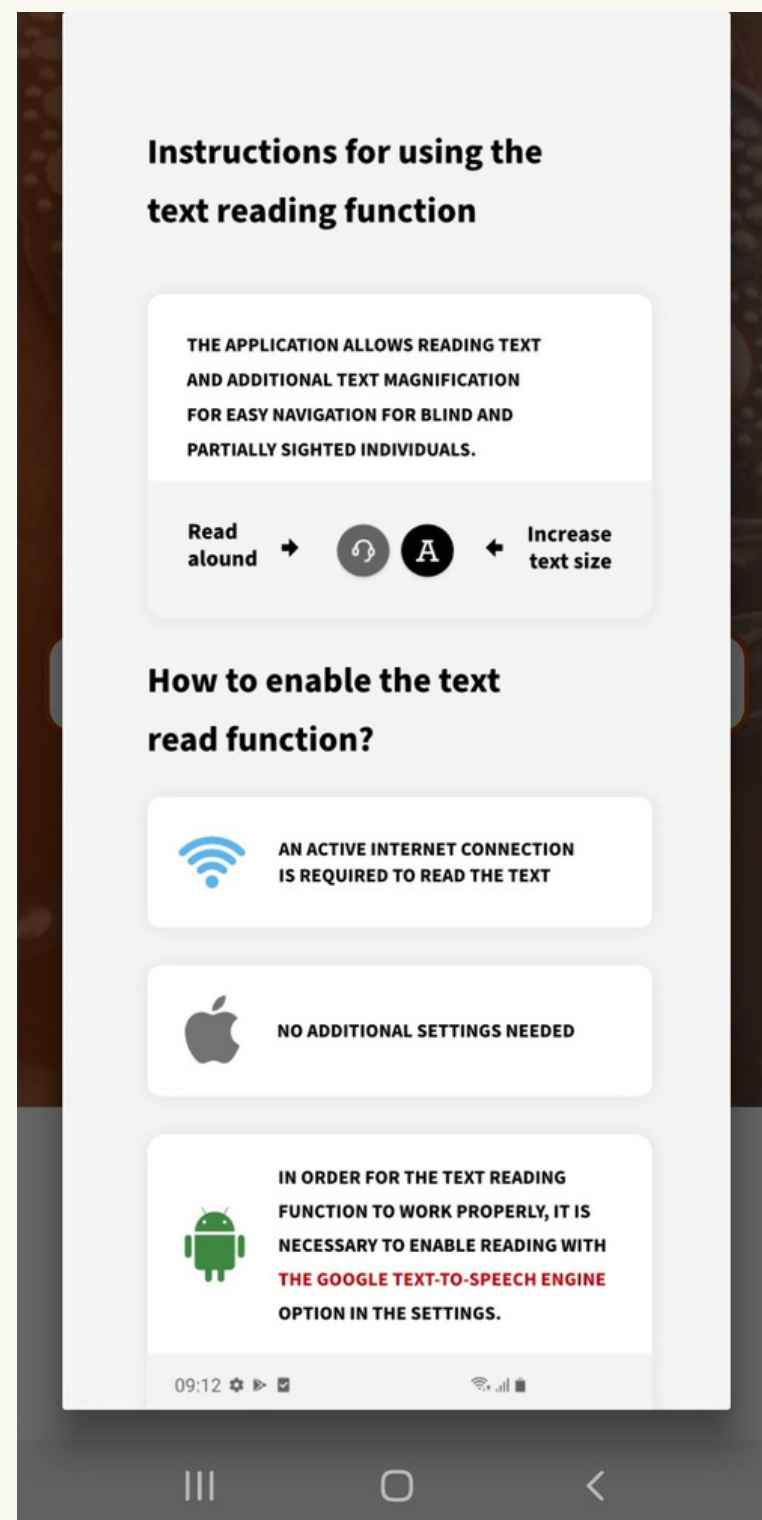 Instructions for using the
text reading function
THE APPLICATION ALLOWS READING TEXT
AND ADDITIONAL TEXT MAGNIFICATION
FOR EASY NAVIGATION FOR BLIND AND
PARTIALLY SIGHTED INDIVIDUALS.
Read
alound
A
Increase
text size
How to enable the text
read function?
AN ACTIVE INTERNET CONNECTION
IS REQUIRED TO READ THE TEXT
NO ADDITIONAL SETTINGS NEEDED
IN ORDER FOR THE TEXT READING
FUNCTION TO WORK PROPERLY, IT IS
NECESSARY TO ENABLE READING WITH
THE GOOGLE TEXT-TO-SPEECH ENGINE
OPTION IN THE SETTINGS.
09:12